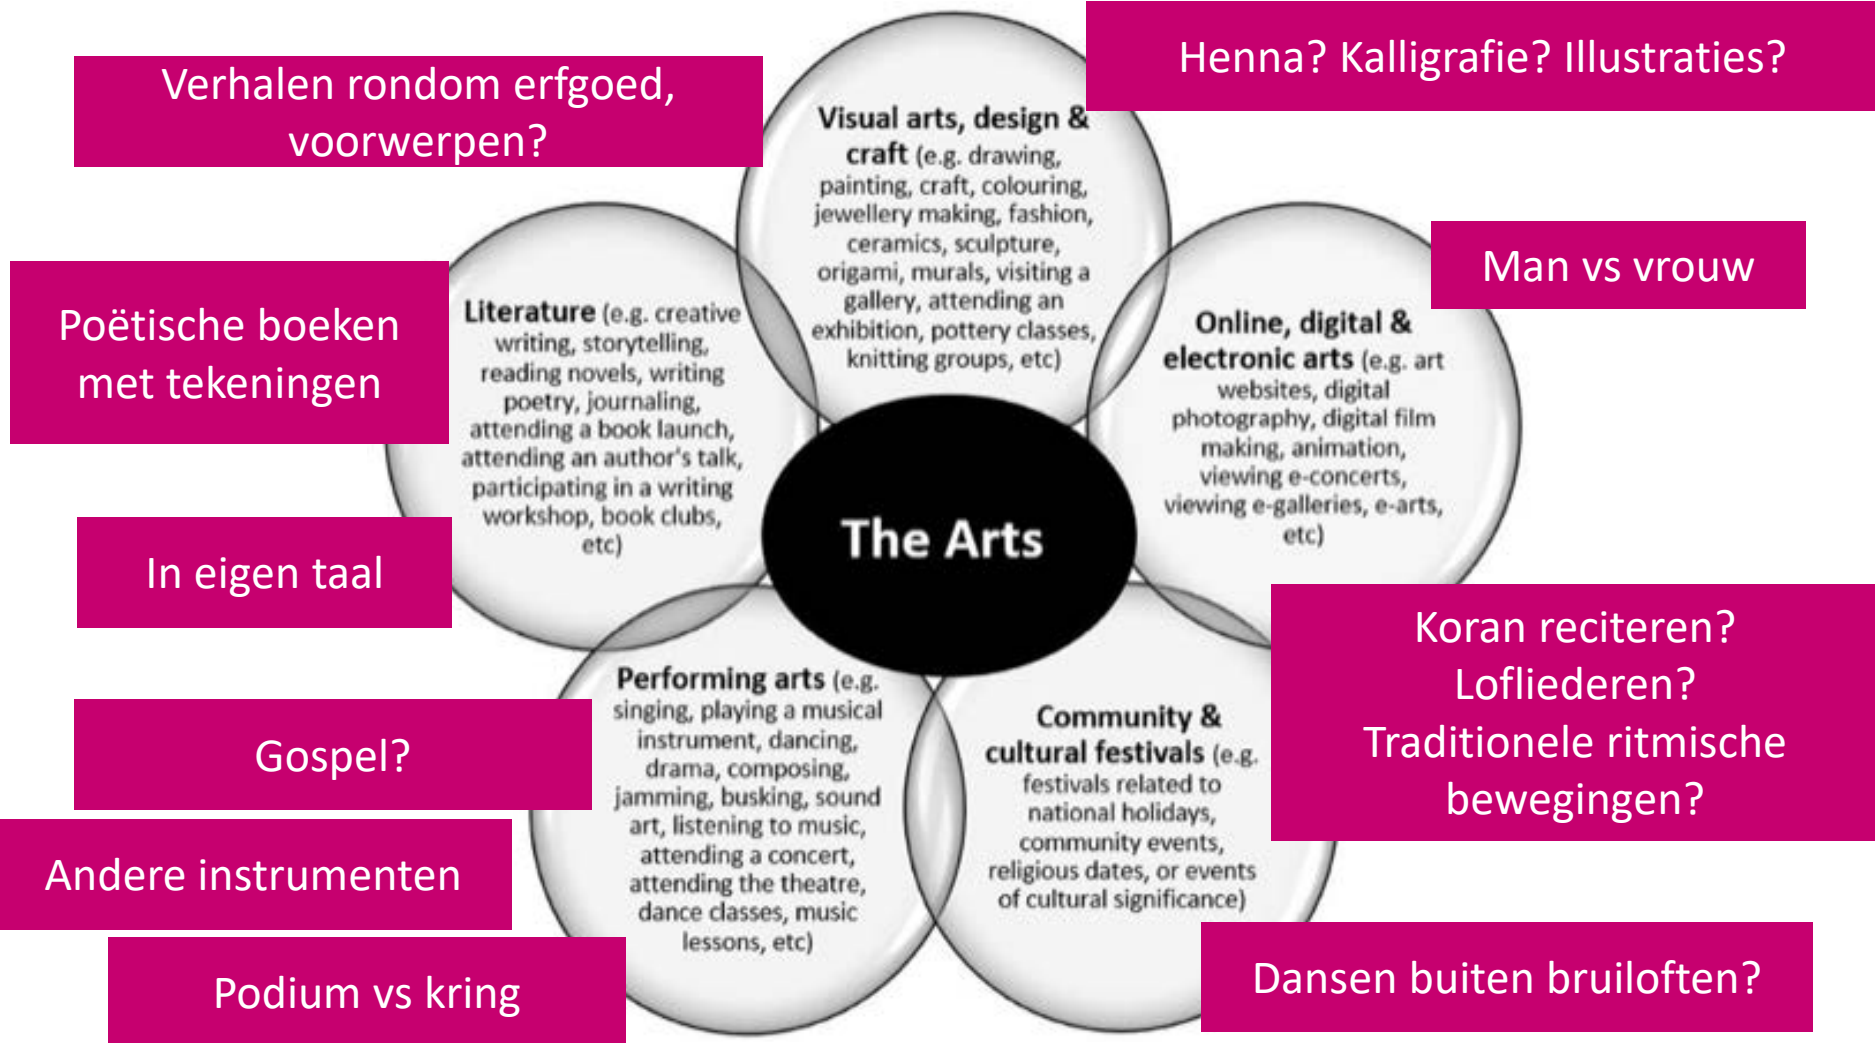 Henna? Kalligrafie? Illustraties?
Verhalen rondom erfgoed,
voorwerpen?
Visual arts, design &
craft (e.g. drawing,
painting, craft, colouring,
jewellery making, fashion,
ceramics, sculpture,
origami, murals, visiting a
gallery, attending an
exhibition, pottery classes,
knitting groups, etc)
Man vs vrouw
Poëtische boeken
met tekeningen
Literature (e.g. creative
writing, storytelling,
reading novels, writing
poetry, journaling,
attending a book launch,
attending an author's talk,
participating in a writing
workshop, book clubs,
etc)
Online, digital &
electronic arts (e.g. art
websites, digital
photography, digital film
making, animation,
viewing e-concerts,
viewing e-galleries, e-arts,
etc)
The Arts
In eigen taal
Koran reciteren?
Lofliederen?
Traditionele ritmische
bewegingen?
Gospel?
Performing arts (e.g.
singing, playing a musical
instrument, dancing,
drama, composing,
jamming, busking, sound
art, listening to music,
attending a concert,
attending the theatre,
dance classes, music
lessons, etc)
Community &
cultural festivals (e.g.
festivals related to
national holidays,
community events,
religious dates, or events
of cultural significance)
Andere instrumenten
Podium vs kring
Dansen buiten bruiloften?